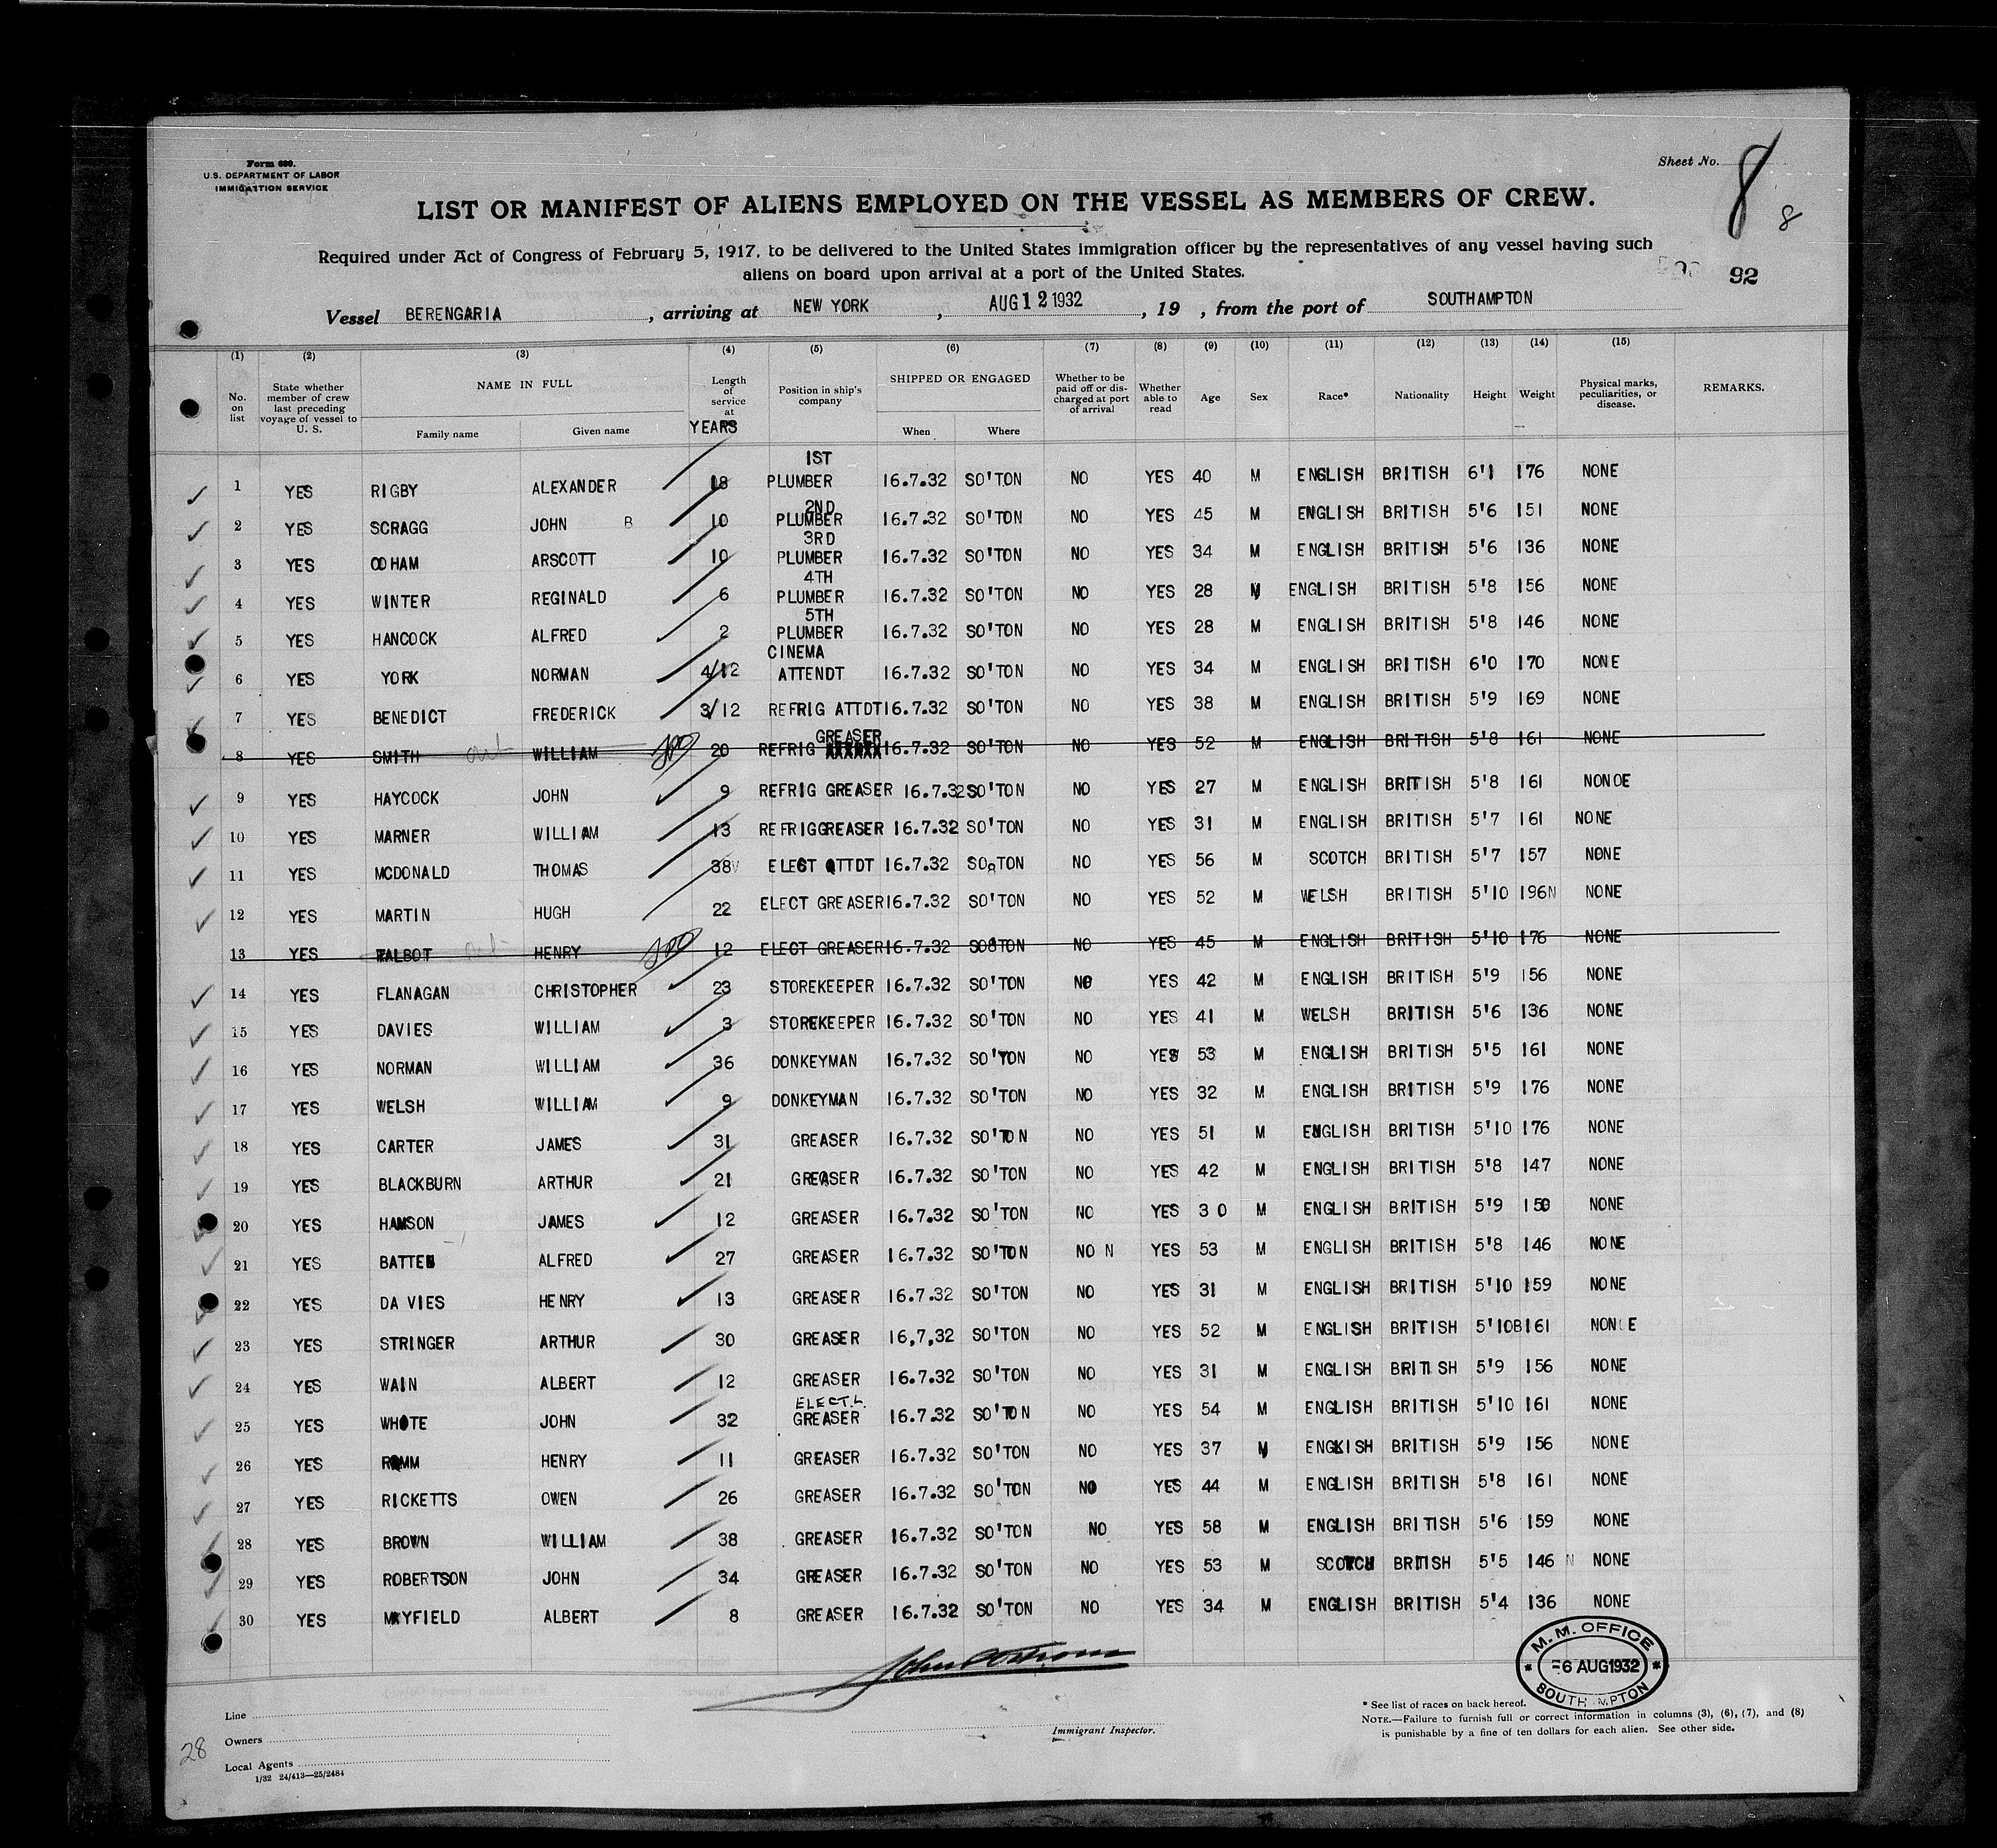 Form 680.
U.S. DEPARTMENT OF LABOR
IMMIGRATION SERVICE
Sheet No. 8
8
LIST OR MANIFEST OF ALIENS EMPLOYED ON THE VESSEL AS MEMBERS OF CREW.
Required under Act of Congress of February 5, 1917, to be delivered to the United States immigration officer by the representatives of any vessel having such
aliens on board upon arrival at a port of the United States.
92
Vessel BERENGARIA, arriving at NEW YORK, AUG 12 1932, 19 , from the port of SOUTHAMPTON
(1) (2) (3) (4) (5) (6) (7) (8) (9) (10) (11) (12) (13) (14) (15)
No. on list State whether member of crew last preceding voyage of vessel to U. S. NAME IN FULL Family name Given name Length of service at YEARS Position in ship's company SHIPPED OR ENGAGED When Where Whether to be paid off or discharged at port of arrival Whether able to read Age Sex Race* Nationality Height Weight Physical marks, peculiarities, or disease. REMARKS.
1 YES RIGBY ALEXANDER 18 1ST PLUMBER 16.7.32 SO'TON NO YES 40 M ENGLISH BRITISH 6'1 176 NONE
2 YES SCRAGG JOHN B 10 2ND PLUMBER 16.7.32 SO'TON NO YES 45 M ENGLISH BRITISH 5'6 151 NONE
3 YES ODHAM ARSCOTT 10 3RD PLUMBER 16.7.32 SO'TON NO YES 34 M ENGLISH BRITISH 5'6 136 NONE
4 YES WINTER REGINALD 6 4TH PLUMBER 16.7.32 SO'TON NO YES 28 M ENGLISH BRITISH 5'8 156 NONE
5 YES HANCOCK ALFRED 2 5TH PLUMBER 16.7.32 SO'TON NO YES 28 M ENGLISH BRITISH 5'8 146 NONE
6 YES YORK NORMAN 4/12 CINEMA ATTENDT 16.7.32 SO'TON NO YES 34 M ENGLISH BRITISH 6'0 170 NONE
7 YES BENEDICT FREDERICK 3/12 REFRIG ATTDT 16.7.32 SO'TON NO YES 38 M ENGLISH BRITISH 5'9 169 NONE
8 YES SMITH WILLIAM 20 REFRIG GREASER 16.7.32 SO'TON NO YES 52 M ENGLISH BRITISH 5'8 161 NONE
9 YES HAYCOCK JOHN 9 REFRIG GREASER 16.7.32 SO'TON NO YES 27 M ENGLISH BRITISH 5'8 161 NONOE
10 YES MARNER WILLIAM 13 REFRIGGREASER 16.7.32 SO'TON NO YES 31 M ENGLISH BRITISH 5'7 161 NONE
11 YES MCDONALD THOMAS 38 ELECT QTTDT 16.7.32 SO8TON NO YES 56 M SCOTCH BRITISH 5'7 157 NONE
12 YES MARTIN HUGH 22 ELECT GREASER 16.7.32 SO'TON NO YES 52 M WELSH BRITISH 5'10 196N NONE
13 YES TALBOT HENRY 12 ELECT GREASER 16.7.32 SO8TON NO YES 45 M ENGLISH BRITISH 5'10 176 NONE
14 YES FLANAGAN CHRISTOPHER 23 STOREKEEPER 16.7.32 SO'TON NO YES 42 M ENGLISH BRITISH 5'9 156 NONE
15 YES DAVIES WILLIAM 3 STOREKEEPER 16.7.32 SO'TON NO YES 41 M WELSH BRITISH 5'6 136 NONE
16 YES NORMAN WILLIAM 36 DONKEYMAN 16.7.32 SO'TON NO YES 53 M ENGLISH BRITISH 5'5 161 NONE
17 YES WELSH WILLIAM 9 DONKEYMAN 16.7.32 SO'TON NO YES 32 M ENGLISH BRITISH 5'9 176 NONE
18 YES CARTER JAMES 31 GREASER 16.7.32 SO'TON NO YES 51 M ENGLISH BRITISH 5'10 176 NONE
19 YES BLACKBURN ARTHUR 21 GREASER 16.7.32 SO'TON NO YES 42 M ENGLISH BRITISH 5'8 147 NONE
20 YES HAMSON JAMES 12 GREASER 16.7.32 SO'TON NO YES 30 M ENGLISH BRITISH 5'9 150 NONE
21 YES BATTEN ALFRED 27 GREASER 16.7.32 SO'TON NO N YES 53 M ENGLISH BRITISH 5'8 146 NONE
22 YES DAVIES HENRY 13 GREASER 16.7.32 SO'TON NO YES 31 M ENGLISH BRITISH 5'10 159 NONE
23 YES STRINGER ARTHUR 30 GREASER 16,7,32 SO'TON NO YES 52 M ENGLISH BRITISH 5'10B161 NONE
24 YES WAIN ALBERT 12 GREASER 16.7.32 SO'TON NO YES 31 M ENGLISH BRITISH 5'9 156 NONE
25 YES WHOTE JOHN 32 ELECT.L. GREASER 16.7.32 SO'TON NO YES 54 M ENGLISH BRITISH 5'10 161 NONE
26 YES HENRY 11 GREASER 16.7.32 SO'TON NO YES 37 M ENGKISH BRITISH 5'9 156 NONE
27 YES RICKETTS OWEN 26 GREASER 16.7.32 SO'TON NO YES 44 M ENGLISH BRITISH 5'8 161 NONE
28 YES BROWN WILLIAM 38 GREASER 16.7.32 SO'TON NO YES 58 M ENGLISH BRITISH 5'6 159 NONE
29 YES ROBERTSON JOHN 34 GREASER 16.7.32 SO'TON NO YES 53 M SCOTCH BRITISH 5'5 146 N NONE
30 YES MAYFIELD ALBERT 8 GREASER 16.7.32 SO'TON NO YES 34 M ENGLISH BRITISH 5'4 136 NONE
M.M. OFFICE
-6 AUG 1932
SOUTHAMPTON
Line
Owners
Local Agents
1/32 24/413—25/2484
28
Immigrant Inspector.
* See list of races on back hereof.
NOTE.—Failure to furnish full or correct information in columns (3), (6), (7), and (8)
is punishable by a fine of ten dollars for each alien. See other side.